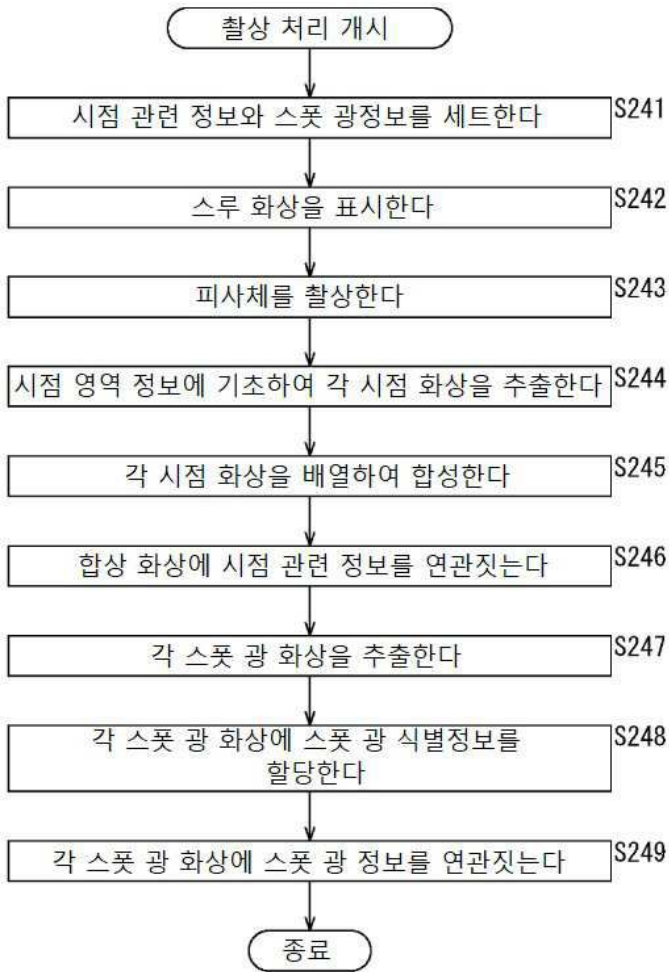 촬상 처리 개시
시점 관련 정보와 스폿 광정보를 세트한다
S241
스루 화상을 표시한다
S242
피사체를 촬상한다
S243
시점 영역 정보에 기초하여 각 시점 화상을 추출한다
S244
각 시점 화상을 배열하여 합성한다
S245
합상 화상에 시점 관련 정보를 연관짓는다
S246
각 스폿 광 화상을 추출한다
S247
각 스폿 광 화상에 스폿 광 식별정보를
할당한다
S248
각 스폿 광 화상에 스폿 광 정보를 연관짓는다
S249
종료